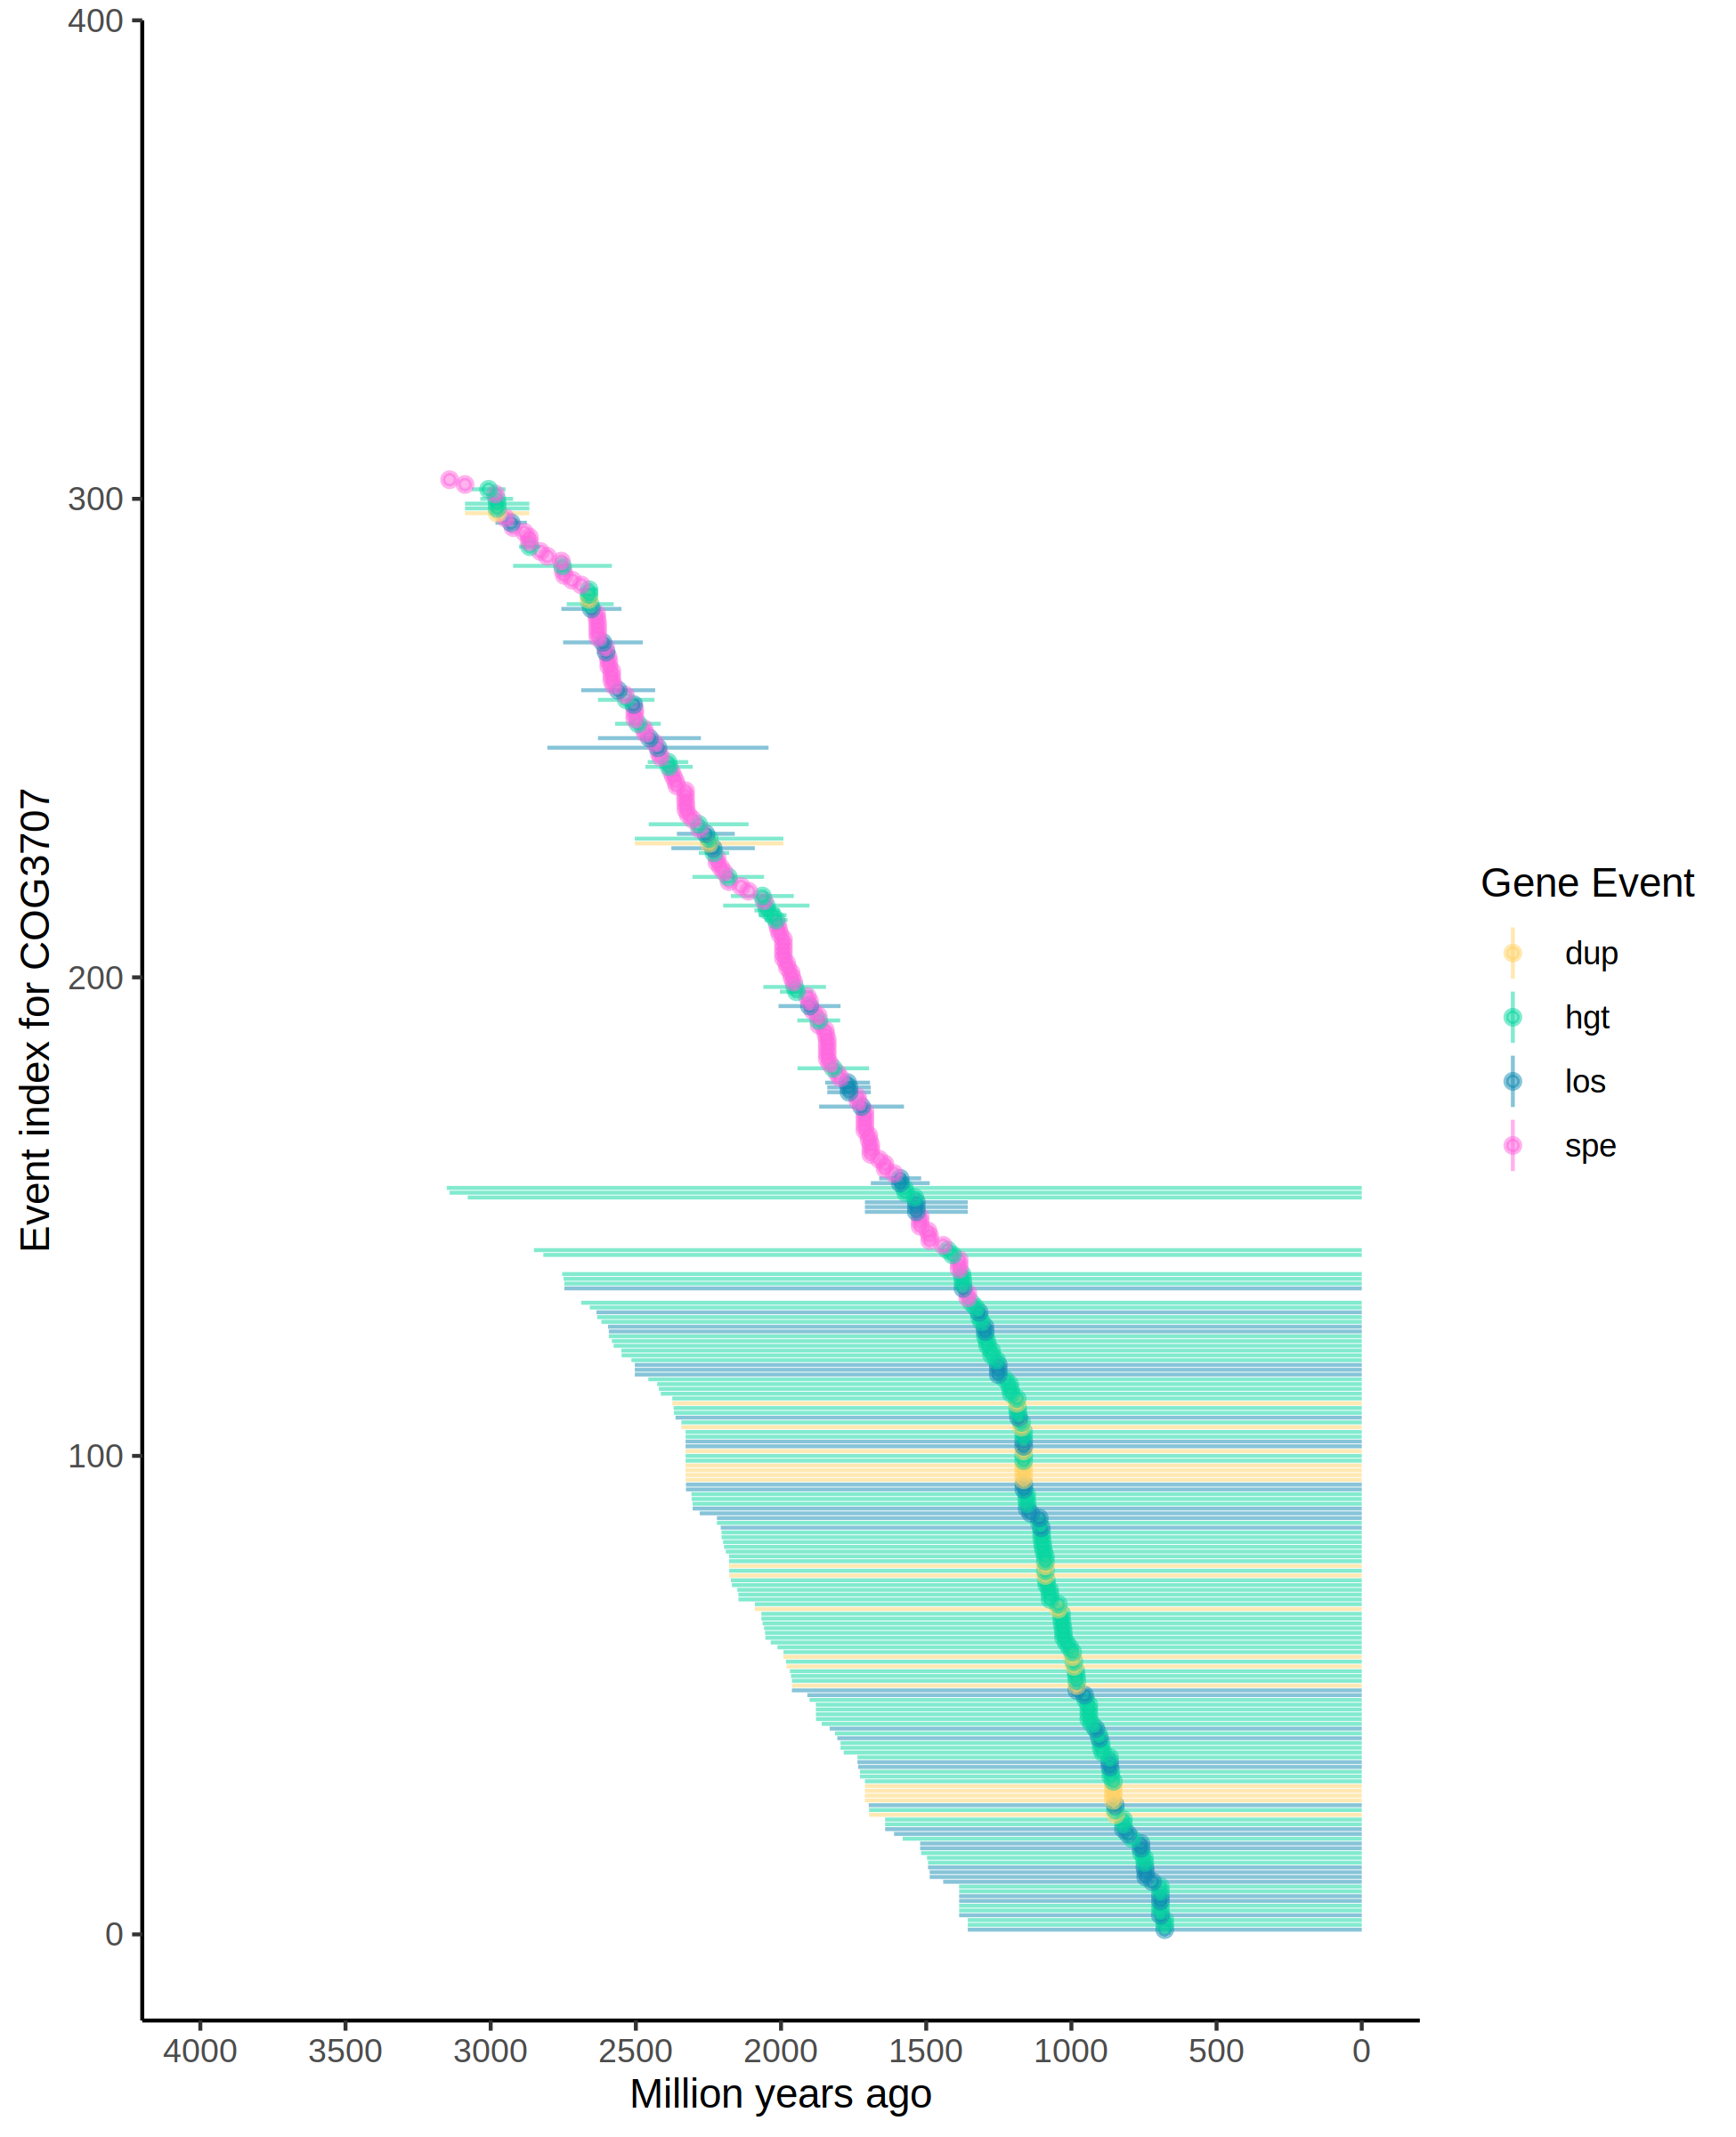 400
300
200
100
0
Event index for COG3707
4000 3500 3000 2500 2000 1500 1000 500 0
Million years ago
Gene Event
dup
hgt
los
spe